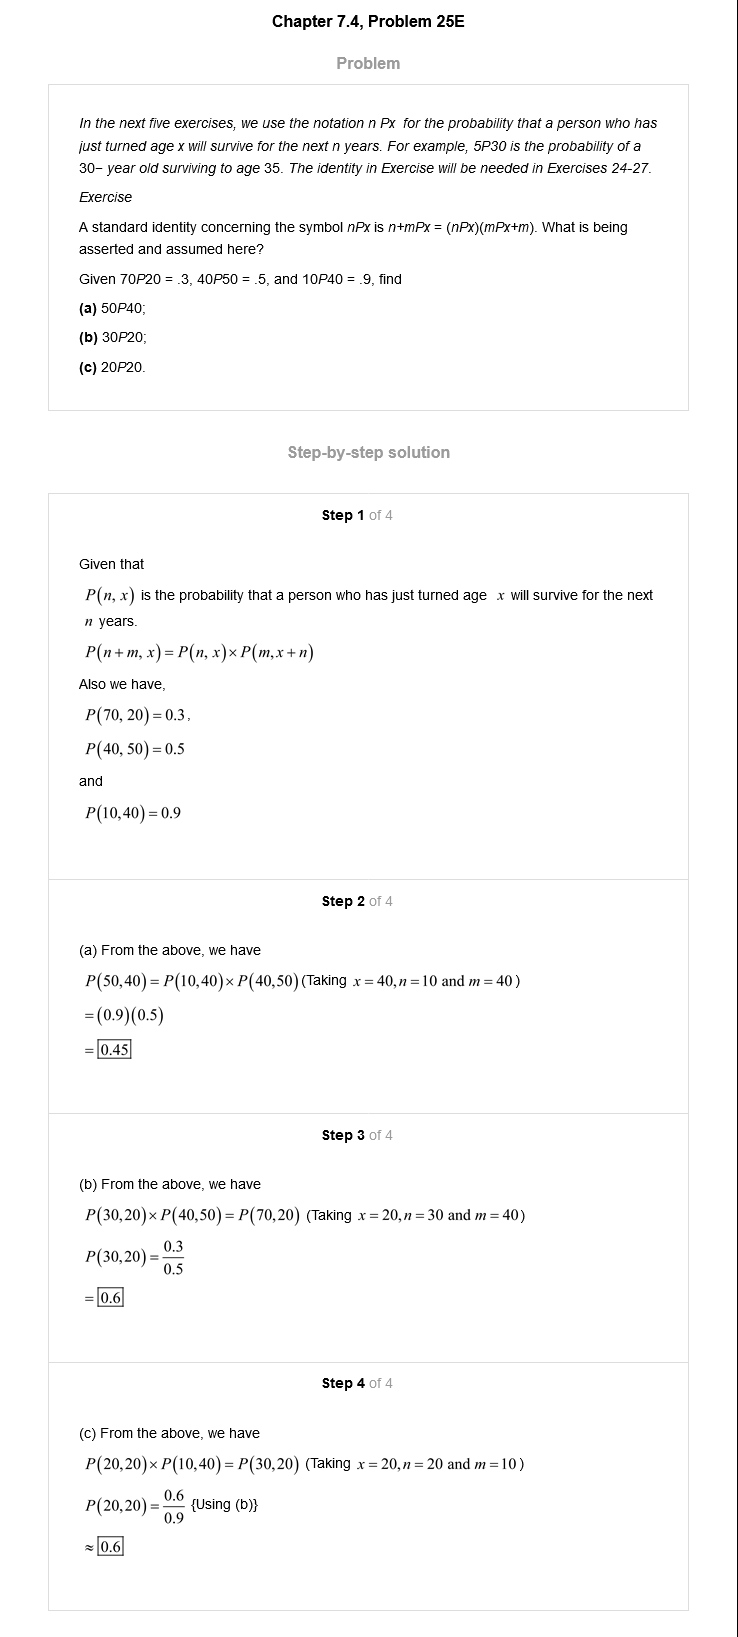 Chapter 7.4, Problem 25E
Problem
In the next five exercises, we use the notation n Px for the probability that a person who has
just turned age x will survive for the next n years. For example, 5P30 is the probability of a
30– year old surviving to age 35. The identity in Exercise will be needed in Exercises 24-27.
Exercise
A standard identity concerning the symbol nPx is n+mPx = (nPx)(mPx+m). What is being
asserted and assumed here?
Given 70P20 = .3, 40P50 = .5, and 10P40 = .9, find
(a) 50P40;
(b) 30P20;
(c) 20P20.
Step-by-step solution
Step 1 of 4
Given that
P(n, x) is the probability that a person who has just turned age x will survive for the next
n years.
P(n+m, x) = P(n, x)×P(m,x+n)
Also we have,
P(70, 20) = 0.3,
P(40, 50) = 0.5
and
P(10,40) = 0.9
Step 2 of 4
(a) From the above, we have
P(50,40) = P(10,40)×P(40,50) (Taking x = 40,n = 10 and m = 40)
= (0.9)(0.5)
= 0.45
Step 3 of 4
(b) From the above, we have
P(30,20)×P(40,50) = P(70,20) (Taking x = 20,n = 30 and m = 40)
P(30,20) = 0.3/0.5
= 0.6
Step 4 of 4
(c) From the above, we have
P(20,20)×P(10,40) = P(30,20) (Taking x = 20,n = 20 and m = 10)
P(20,20) = 0.6/0.9 {Using (b)}
≈ 0.6